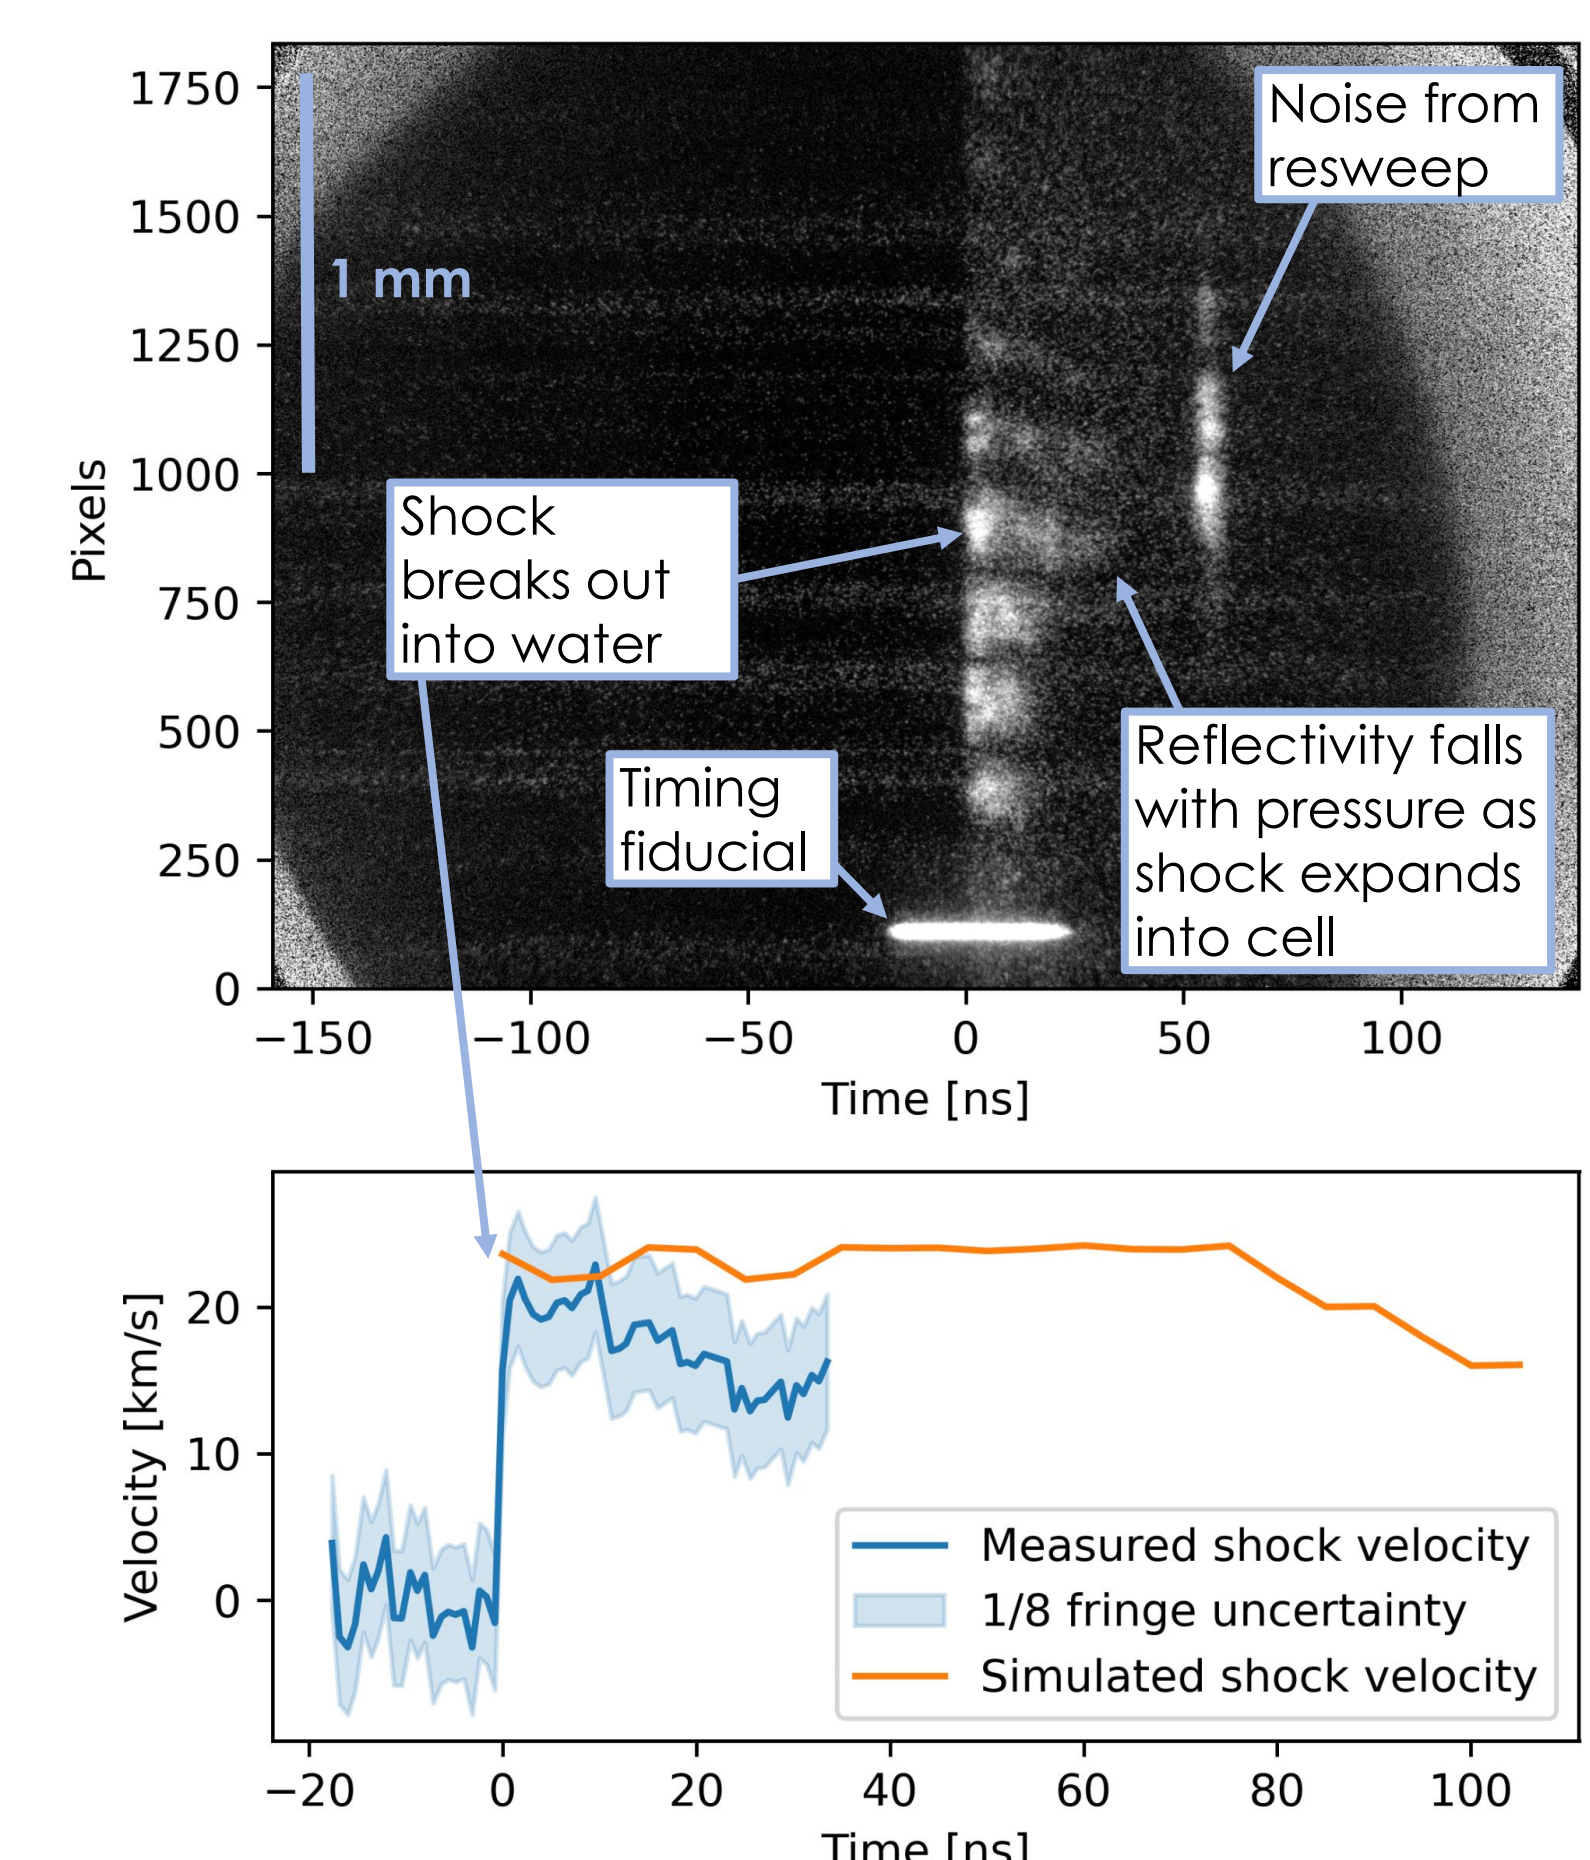 1750
1500
1250
1000
750
500
250
0
Pixels
1 mm
Noise from
resweep
Shock
breaks out
into water
Timing
fiducial
Reflectivity falls
with pressure as
shock expands
into cell
−150
−100
−50
0
50
100
Time [ns]
20
10
0
Velocity [km/s]
Measured shock velocity
1/8 fringe uncertainty
Simulated shock velocity
−20
0
20
40
60
80
100
Time [ns]